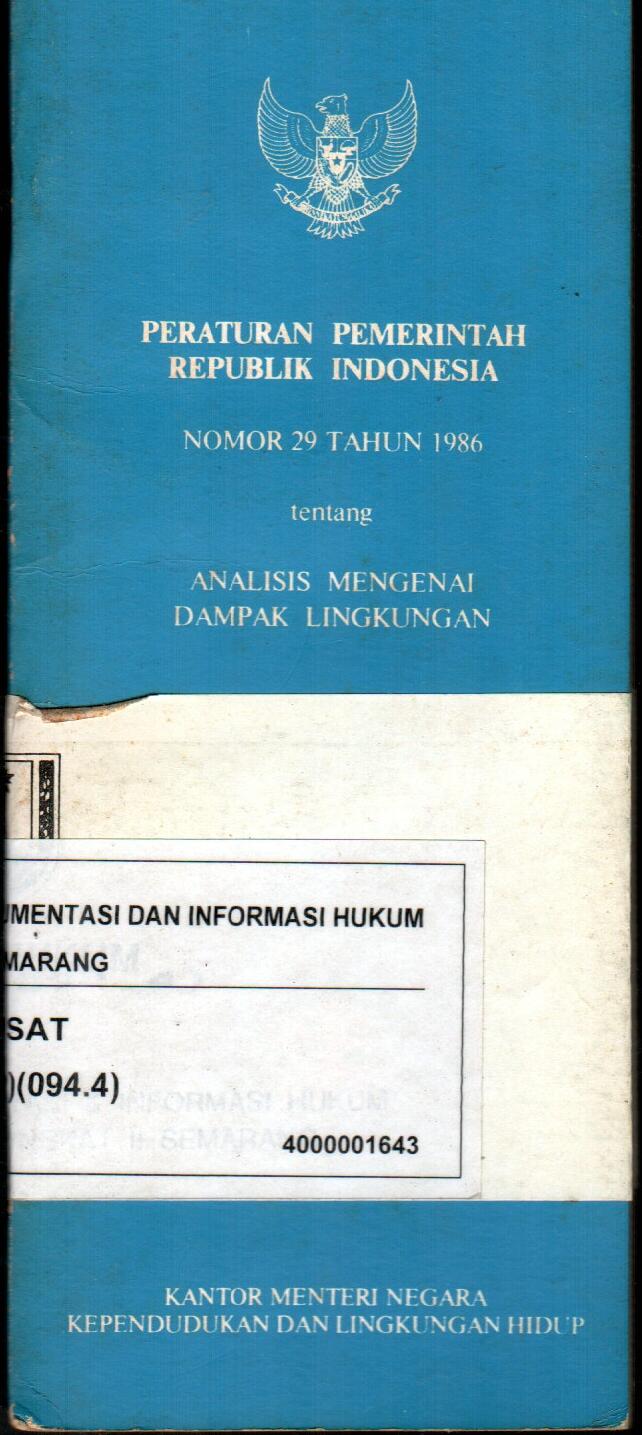 PERATURAN PEMERINTAH
REPUBLIK INDONESIA
NOMOR 29 TAHUN 1986
tentang
ANALISIS MENGENAI
DAMPAK LINGKUNGAN
UMENTASI DAN INFORMASI HUKUM
MARANG
SAT
)(094.4)
4000001643
KANTOR MENTERI NEGARA
KEPENDUDUKAN DAN LINGKUNGAN HIDUP